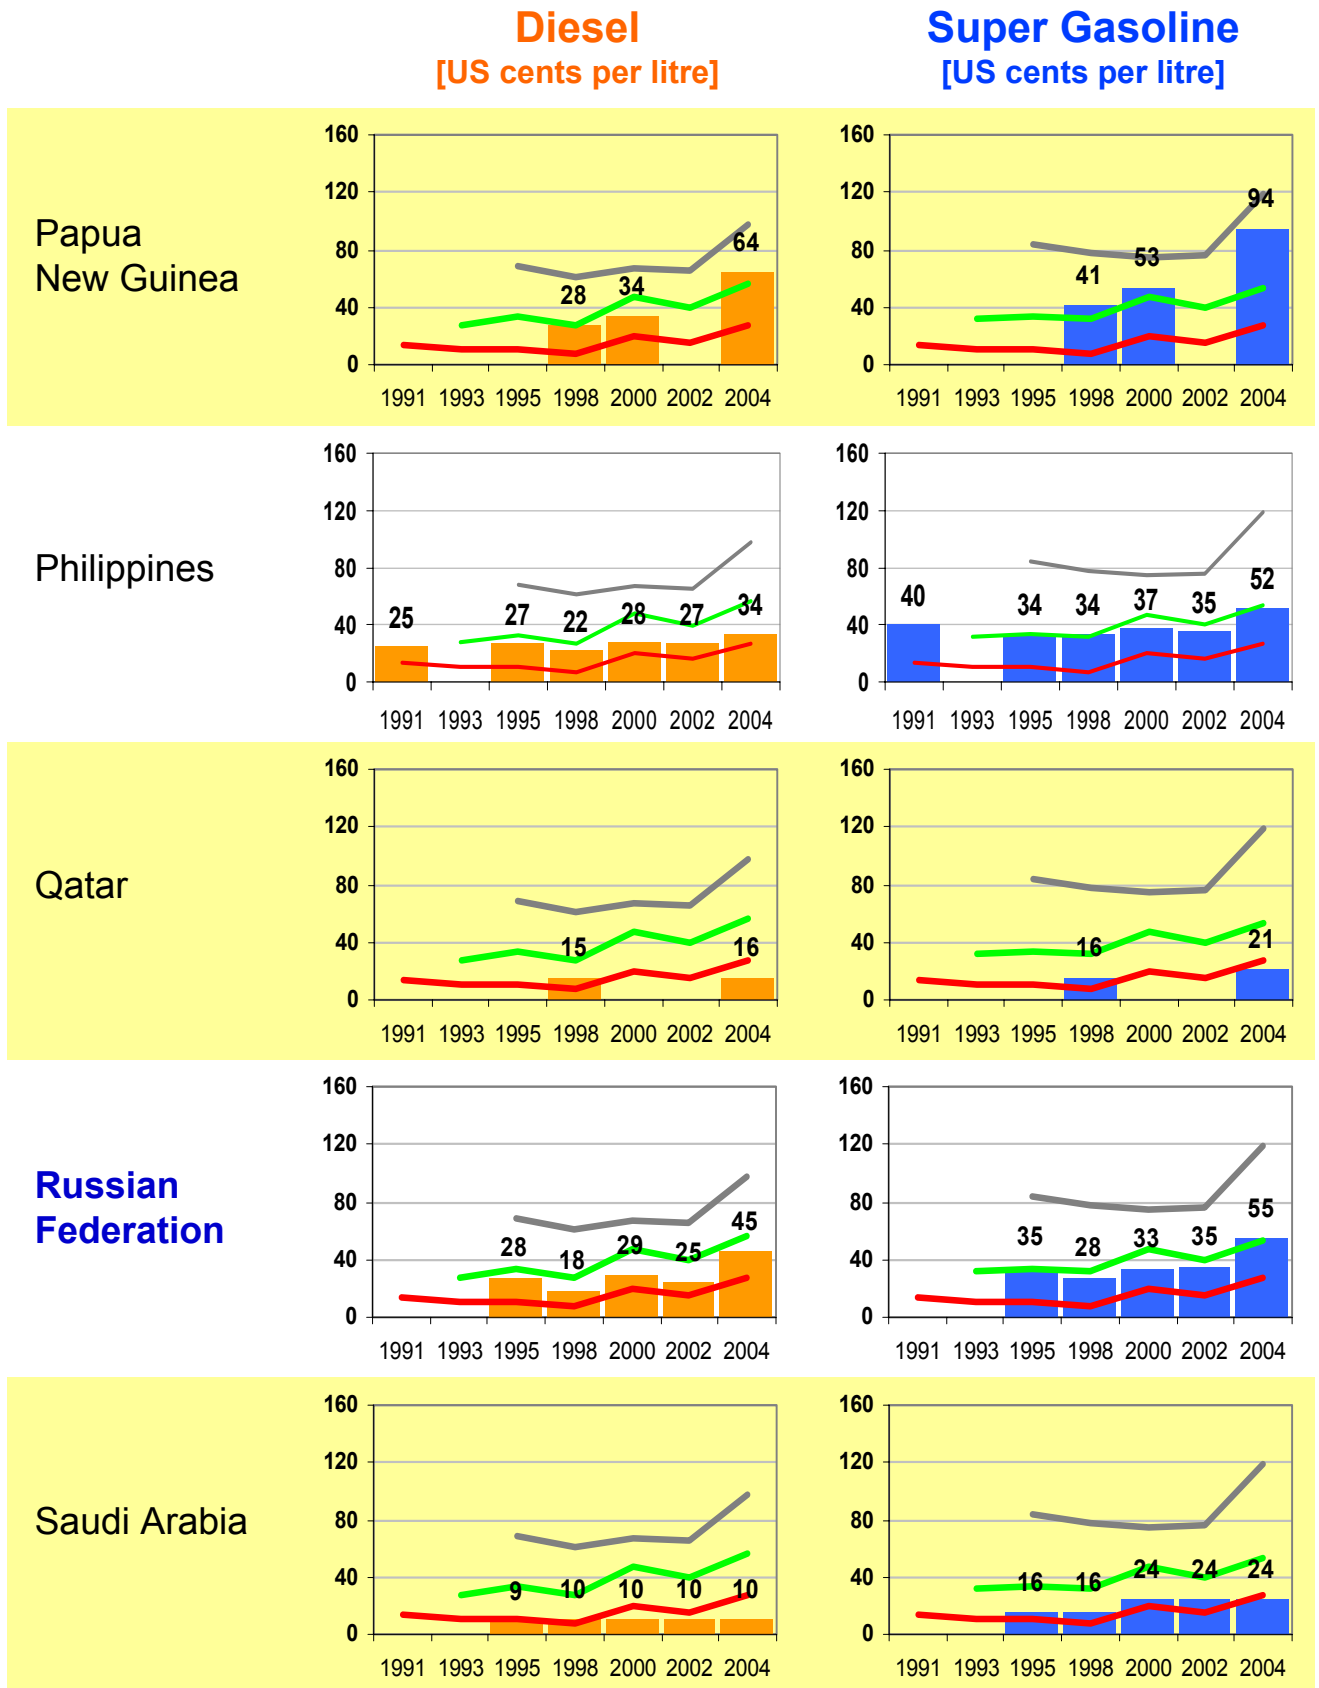 Diesel Super Gasoline
[US cents per litre] [US cents per litre]
Papua
New Guinea
160
120
80
40
0
28 34 64
1991 1993 1995 1998 2000 2002 2004
160
120
80
40
0
41 53 94
1991 1993 1995 1998 2000 2002 2004
Philippines
160
120
80
40
0
25 27 22 28 27 34
1991 1993 1995 1998 2000 2002 2004
160
120
80
40
0
40 34 34 37 35 52
1991 1993 1995 1998 2000 2002 2004
Qatar
160
120
80
40
0
15 16
1991 1993 1995 1998 2000 2002 2004
160
120
80
40
0
16 21
1991 1993 1995 1998 2000 2002 2004
Russian
Federation
160
120
80
40
0
28 18 29 25 45
1991 1993 1995 1998 2000 2002 2004
160
120
80
40
0
35 28 33 35 55
1991 1993 1995 1998 2000 2002 2004
Saudi Arabia
160
120
80
40
0
9 10 10 10 10
1991 1993 1995 1998 2000 2002 2004
160
120
80
40
0
16 16 24 24 24
1991 1993 1995 1998 2000 2002 2004